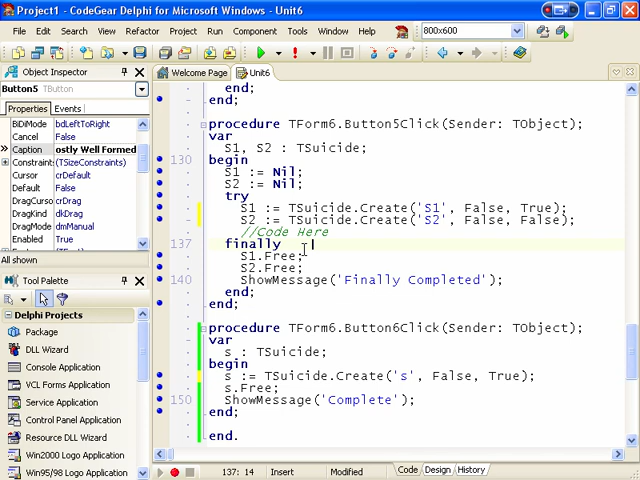 Project1 - CodeGear Delphi for Microsoft Windows - Unit6
File Edit Search View Refactor Project Run Component Tools Window Help
800x600
Object Inspector
Button5
Properties Events
BiDiMode bdLeftToRight
Cancel False
Caption ostly Well Formed
Constraints (TSizeConstraints)
Cursor crDefault
DragCursor crDrag
DragKind dkDrag
DragMode dmManual
Enabled True
All shown
Tool Palette
Delphi Projects
Package
DLL Wizard
Console Application
VCL Forms Application
Service Application
Control Panel Application
Resource DLL Wizard
Win2000 Logo Application
Win95/98 Logo Application
Welcome Page Unit6
end;
end;
procedure TForm6.Button5Click(Sender: TObject);
var
S1, S2 : TSuicide;
130 begin
S1 := Nil;
S2 := Nil;
try
S1 := TSuicide.Create('S1', False, True);
S2 := TSuicide.Create('S2', False, False);
//Code Here
137 finally
S1.Free;
S2.Free;
140 ShowMessage('Finally Completed');
end;
end;
procedure TForm6.Button6Click(Sender: TObject);
var
s : TSuicide;
begin
s := TSuicide.Create('s', False, True);
s.Free;
150 ShowMessage('Complete');
end;
end.
137: 14 Insert Modified Code Design History